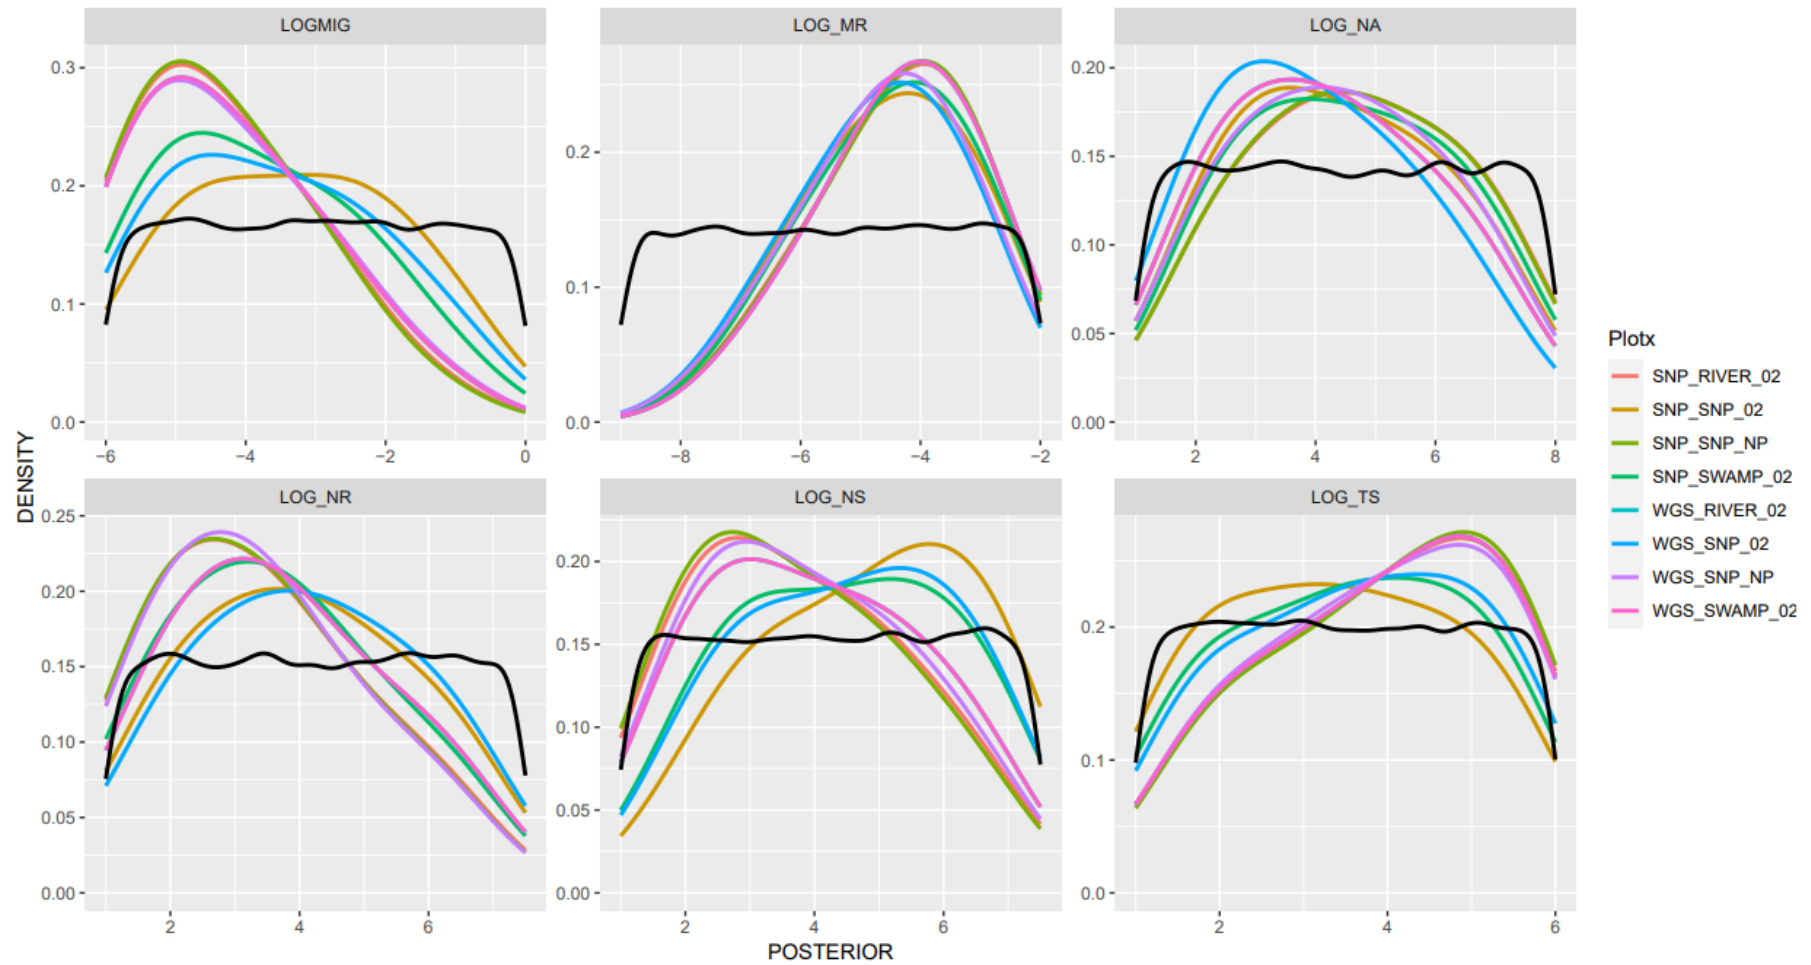 LOGMIG
LOG_MR
LOG_NA
0.3
0.2
0.1
0.0
−6
−4
−2
0
0.2
0.1
0.0
−8
−6
−4
−2
0.20
0.15
0.10
0.05
0.00
2
4
6
8
LOG_NR
LOG_NS
LOG_TS
0.25
0.20
0.15
0.10
0.05
0.00
2
4
6
0.20
0.15
0.10
0.05
0.00
2
4
6
0.2
0.1
0.0
2
4
6
DENSITY
POSTERIOR
Plotx
SNP_RIVER_02
SNP_SNP_02
SNP_SNP_NP
SNP_SWAMP_02
WGS_RIVER_02
WGS_SNP_02
WGS_SNP_NP
WGS_SWAMP_02